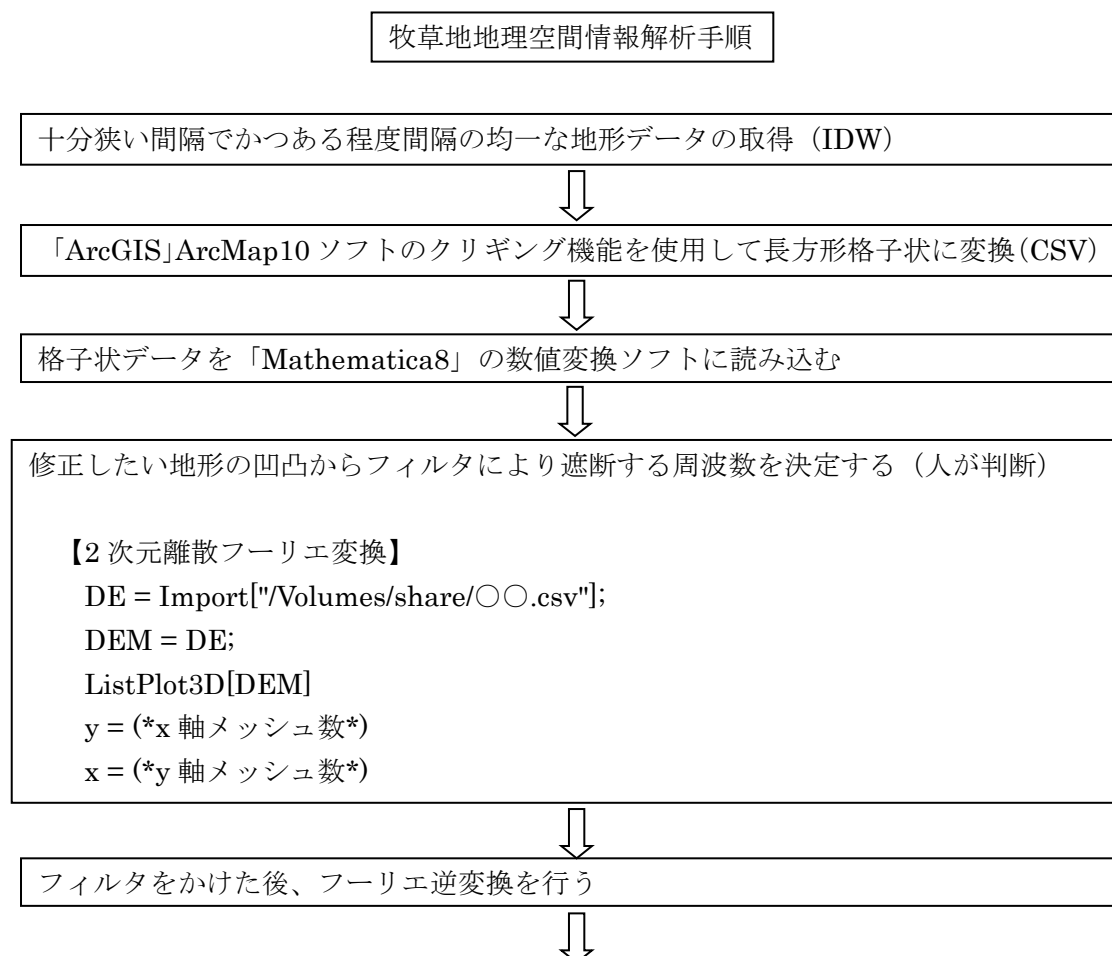 牧草地地理空間情報解析手順
十分狭い間隔でかつある程度間隔の均一な地形データの取得（IDW）
「ArcGIS」ArcMap10 ソフトのクリギング機能を使用して長方形格子状に変換（CSV）
格子状データを「Mathematica8」の数値変換ソフトに読み込む
修正したい地形の凹凸からフィルタにより遮断する周波数を決定する（人が判断）
【2 次元離散フーリエ変換】
DE = Import["/Volumes/share/○○.csv"];
DEM = DE;
ListPlot3D[DEM]
y = (*x 軸メッシュ数*)
x = (*y 軸メッシュ数*)
フィルタをかけた後、フーリエ逆変換を行う